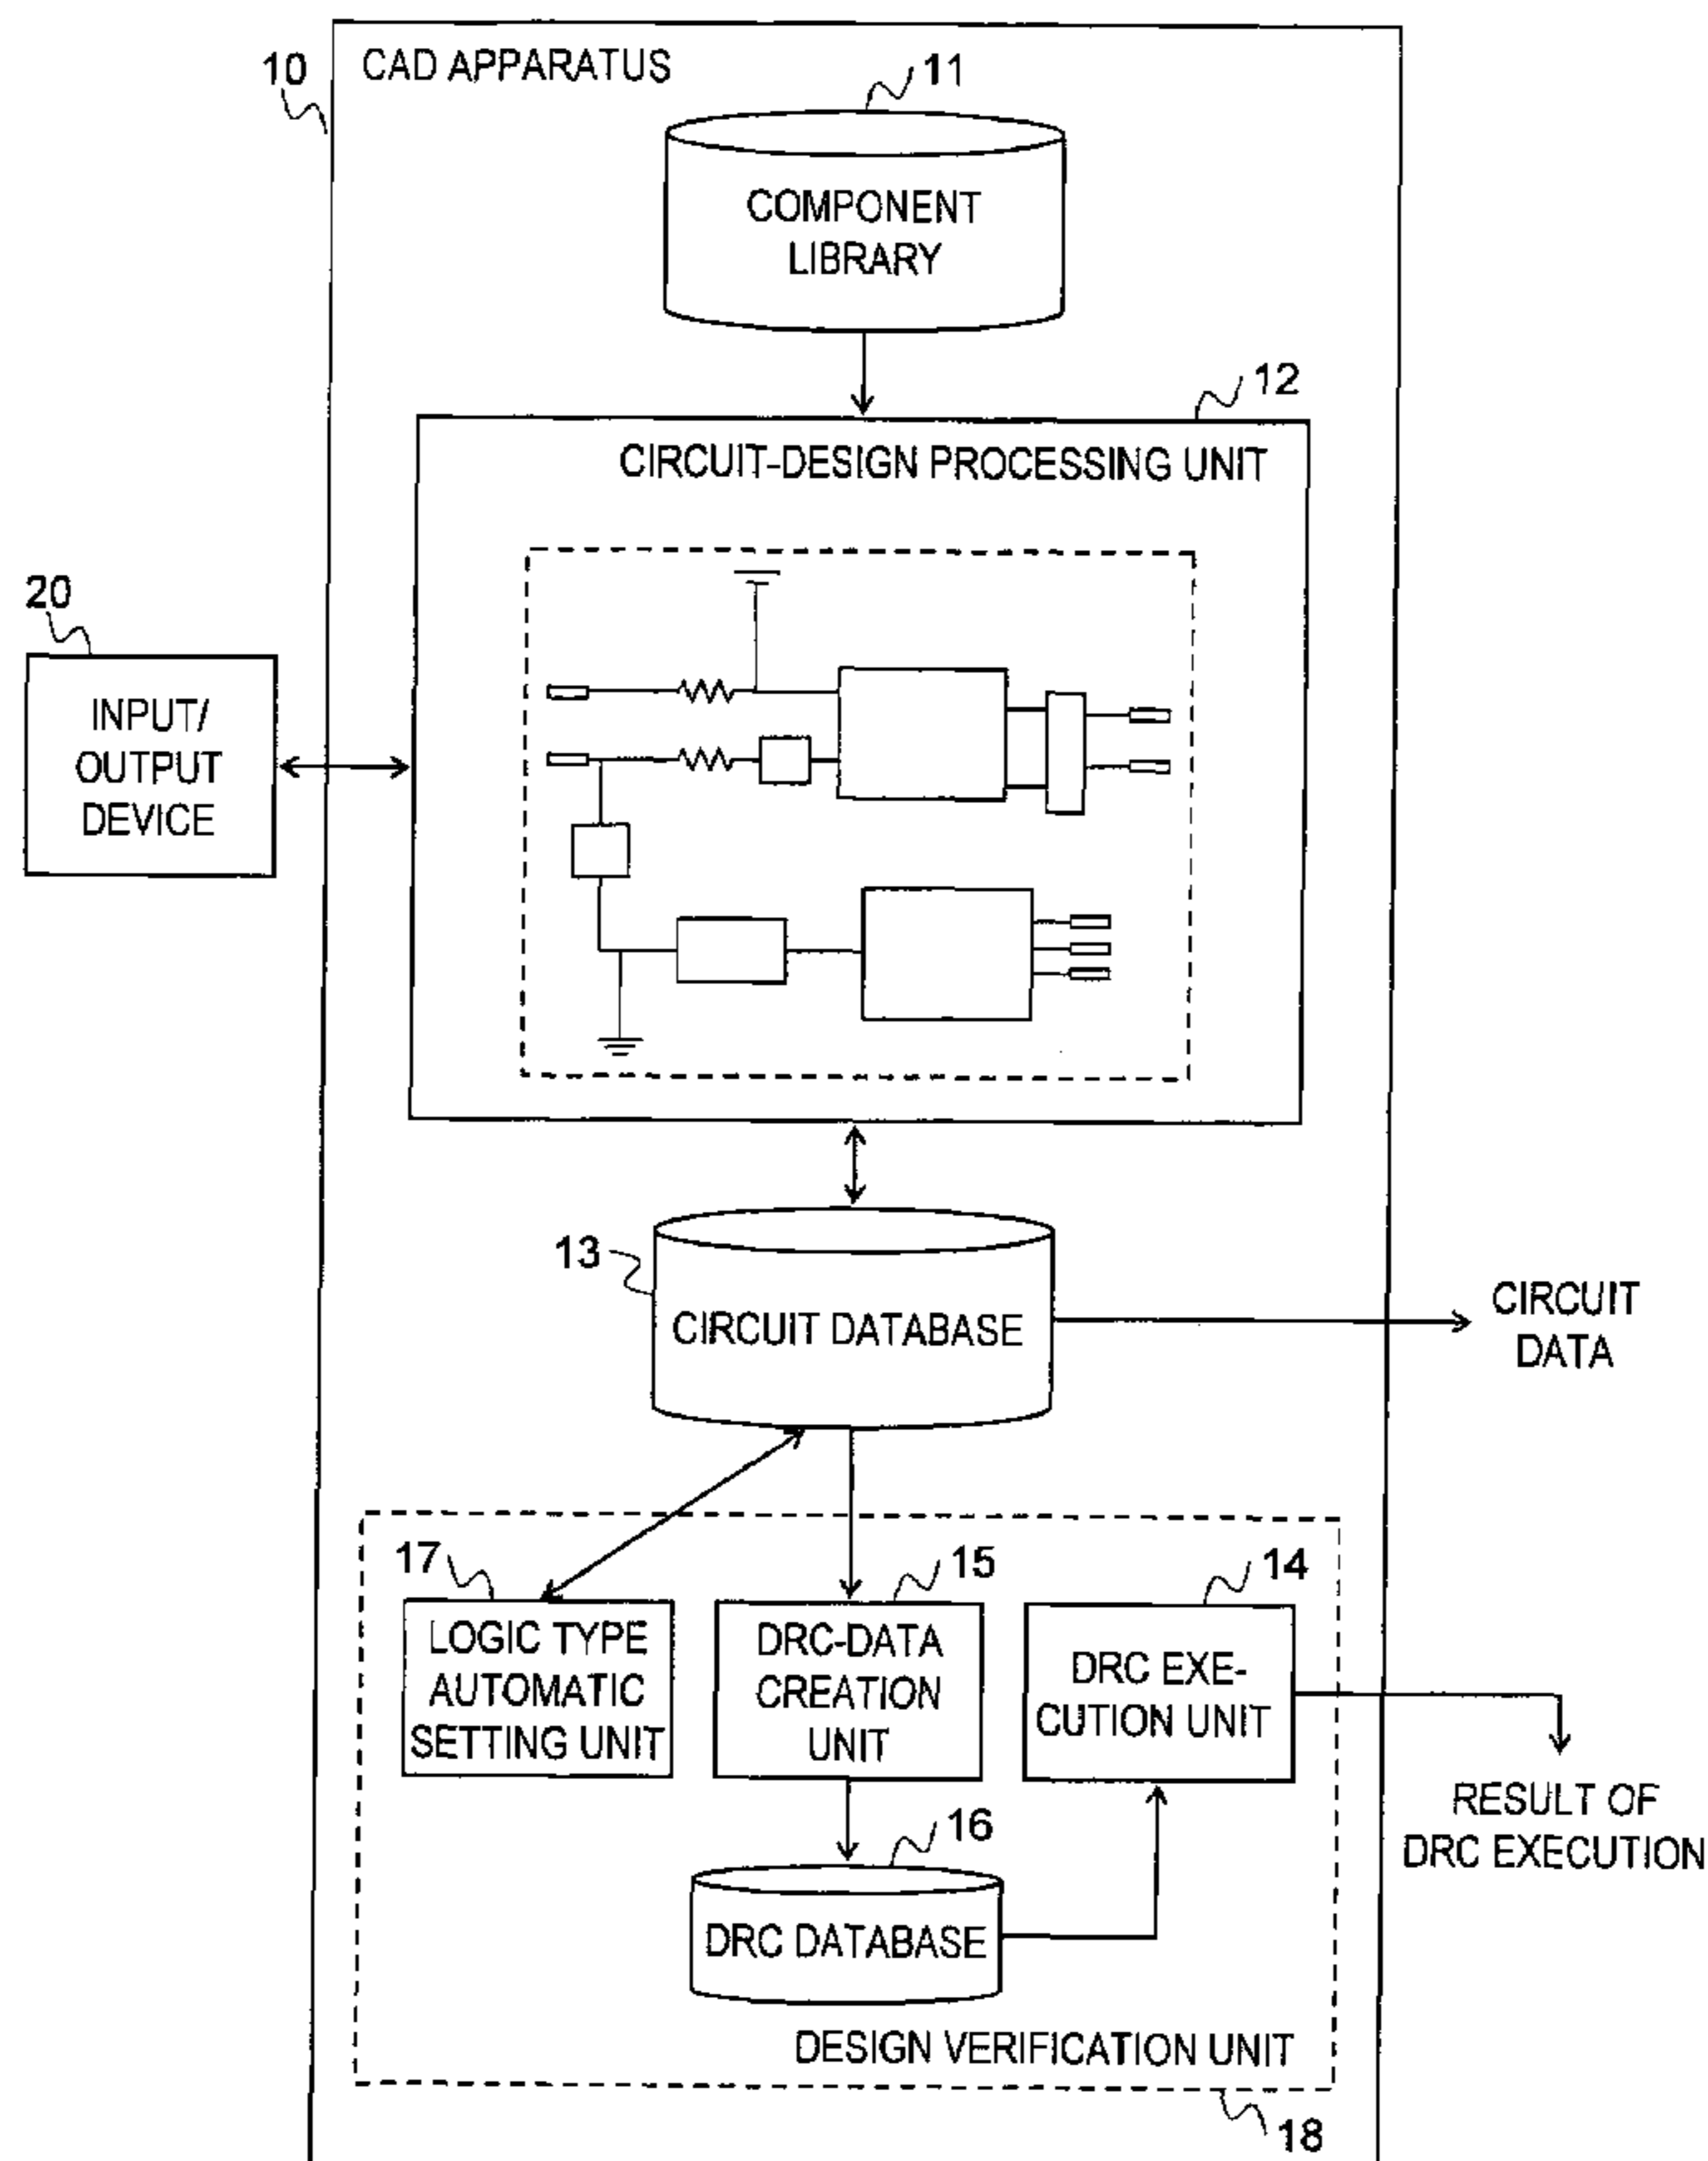 10
CAD APPARATUS
11
COMPONENT
LIBRARY
12
CIRCUIT-DESIGN PROCESSING UNIT
20
INPUT/
OUTPUT
DEVICE
13
CIRCUIT DATABASE
CIRCUIT
DATA
17
LOGIC TYPE
AUTOMATIC
SETTING UNIT
15
DRC-DATA
CREATION
UNIT
14
DRC EXE-
CUTION UNIT
16
DRC DATABASE
RESULT OF
DRC EXECUTION
DESIGN VERIFICATION UNIT
18